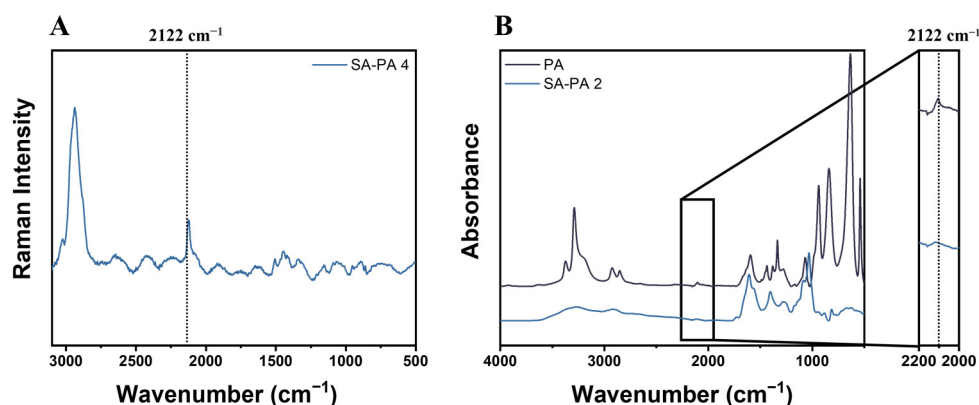 A
2122 cm⁻¹
SA-PA 4
Raman Intensity
3000 2500 2000 1500 1000 500
Wavenumber (cm⁻¹)
B
2122 cm⁻¹
PA
SA-PA 2
Absorbance
4000 3000 2000 1000 2200 2000
Wavenumber (cm⁻¹)